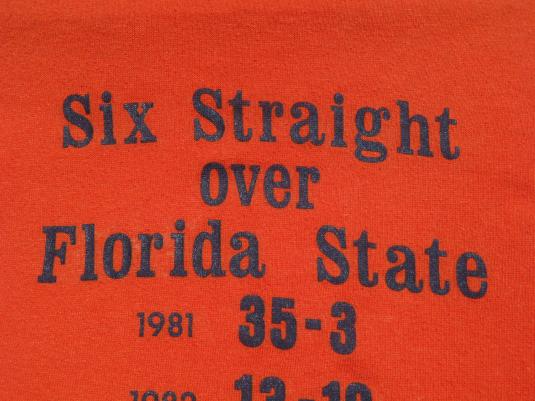 Six Straight
over
Florida State
1981 35-3